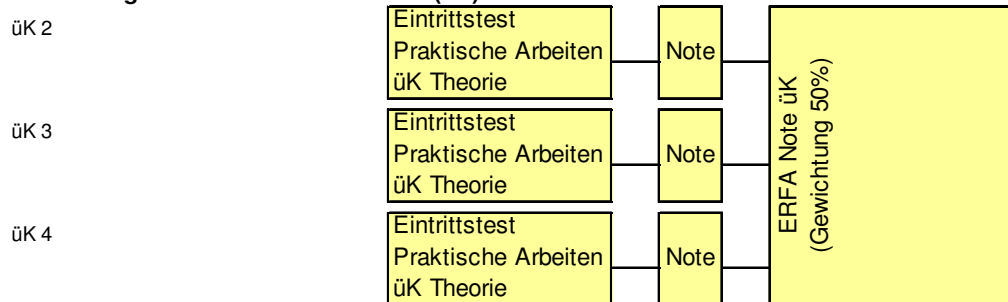 üK 2
Eintrittstest
Praktische Arbeiten
üK Theorie
Note
üK 3
Eintrittstest
Praktische Arbeiten
üK Theorie
Note
üK 4
Eintrittstest
Praktische Arbeiten
üK Theorie
Note
ERFA Note üK
(Gewichtung 50%)